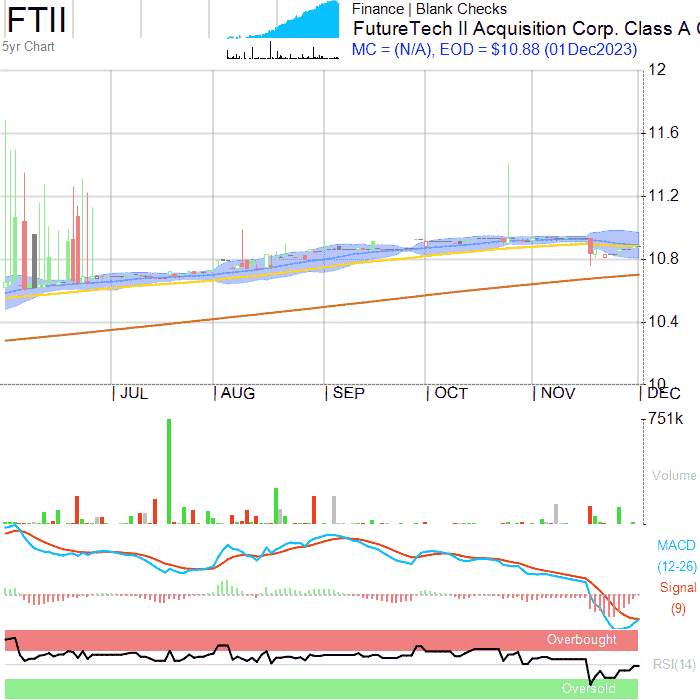 FTII
5yr Chart
Finance | Blank Checks
FutureTech II Acquisition Corp. Class A
MC = (N/A), EOD = $10.88 (01Dec2023)
12
11.6
11.2
10.8
10.4
10
| JUL | AUG | SEP | OCT | NOV | DEC
751k
Volume
MACD
(12-26)
Signal
(9)
Overbought
RSI(14)
Oversold